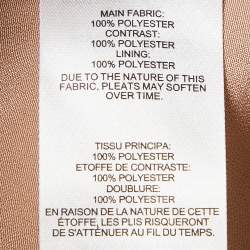 MAIN FABRIC:
100% POLYESTER
CONTRAST:
100% POLYESTER
LINING:
100% POLYESTER
DUE TO THE NATURE OF THIS
FABRIC, PLEATS MAY SOFTEN
OVER TIME.
TISSU PRINCIPA:
100% POLYESTER
ETOFFE DE CONTRASTE:
100% POLYESTER
DOUBLURE:
100% POLYESTER
EN RAISON DE LA NATURE DE CETTE
ÉTOFFE, LES PLIS RISQUERONT
DE S'ATTÉNUER AU FIL DU TEMPS.